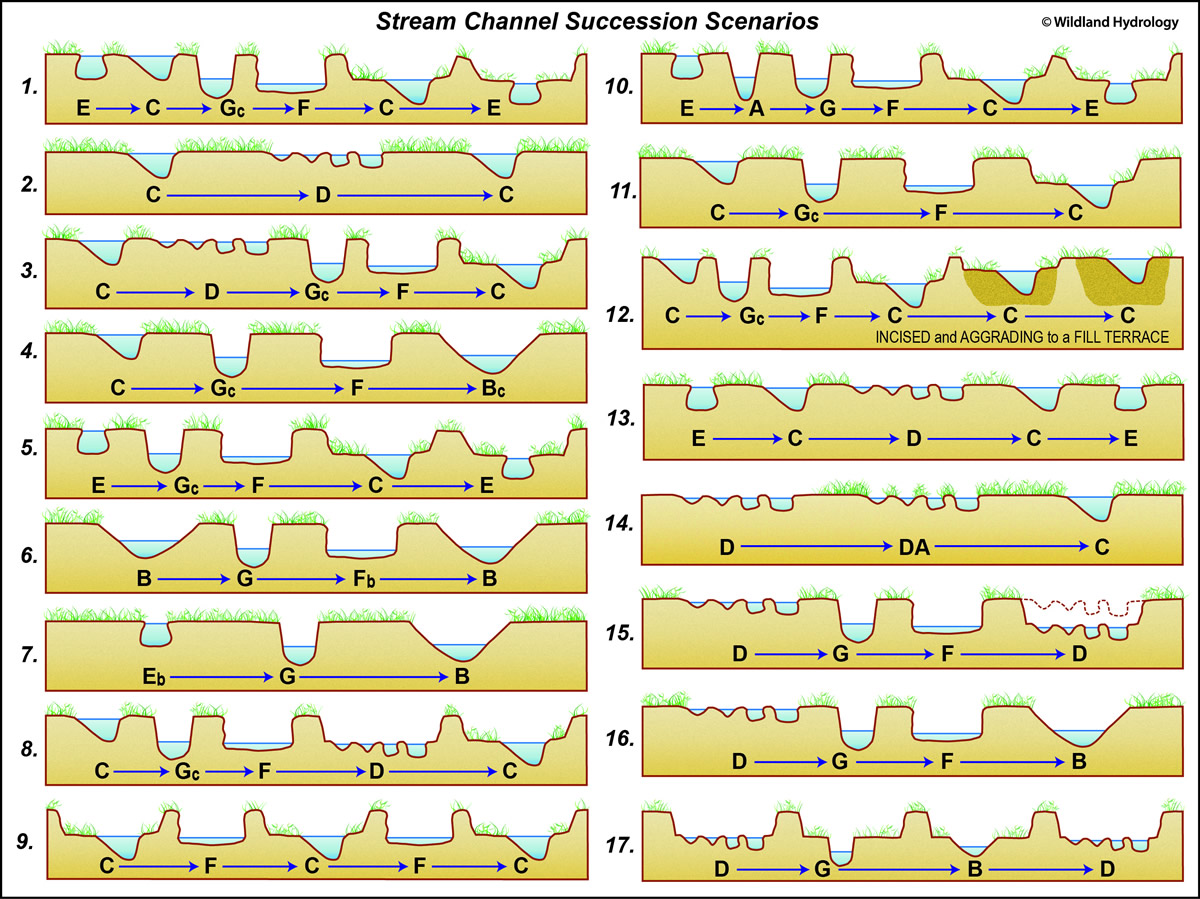 Stream Channel Succession Scenarios
© Wildland Hydrology
1.
E C Gc F C E
2.
C D C
3.
C D Gc F C
4.
C Gc F Bc
5.
E Gc F C E
6.
B G Fb B
7.
Eb G B
8.
C Gc F D C
9.
C F C F C
10.
E A G F C E
11.
C Gc F C
12.
C Gc F C C C
INCISED and AGGRADING to a FILL TERRACE
13.
E C D C E
14.
D DA C
15.
D G F D
16.
D G F B
17.
D G B D